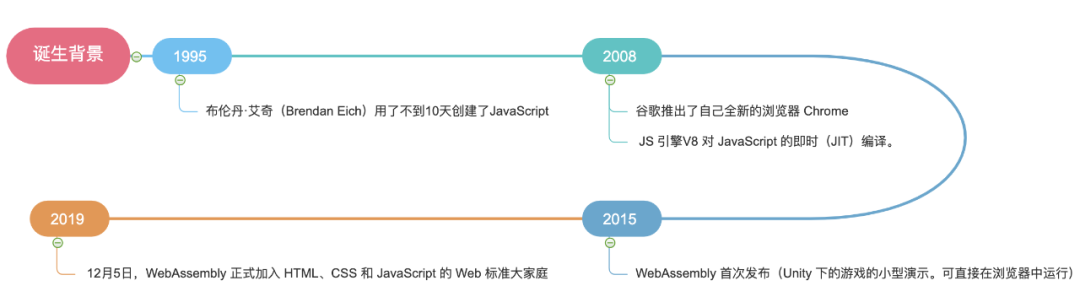 诞生背景
1995
布伦丹·艾奇（Brendan Eich）用了不到10天创建了JavaScript
2008
谷歌推出了自己全新的浏览器 Chrome
JS 引擎V8 对 JavaScript 的即时（JIT）编译。
2015
WebAssembly 首次发布（Unity 下的游戏的小型演示。可直接在浏览器中运行）
2019
12月5日，WebAssembly 正式加入 HTML、CSS 和 JavaScript 的 Web 标准大家庭